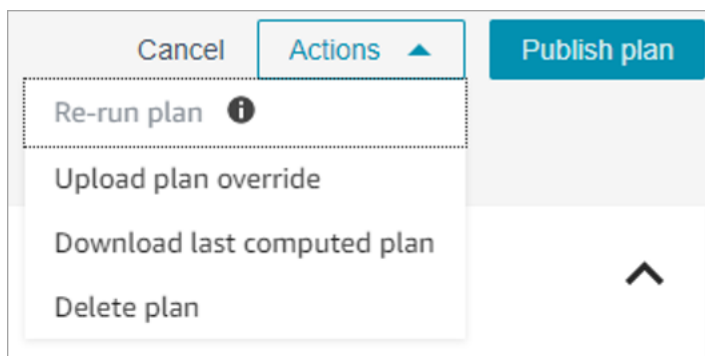 Cancel Actions Publish plan
Re-run plan
Upload plan override
Download last computed plan
Delete plan